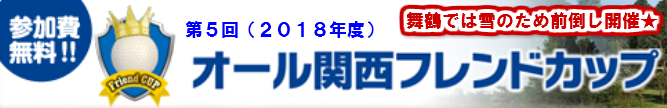 参加費
無料!!
Friend CUP
第５回（２０１８年度）
舞鶴では雪のため前倒し開催★
オール関西フレンドカップ